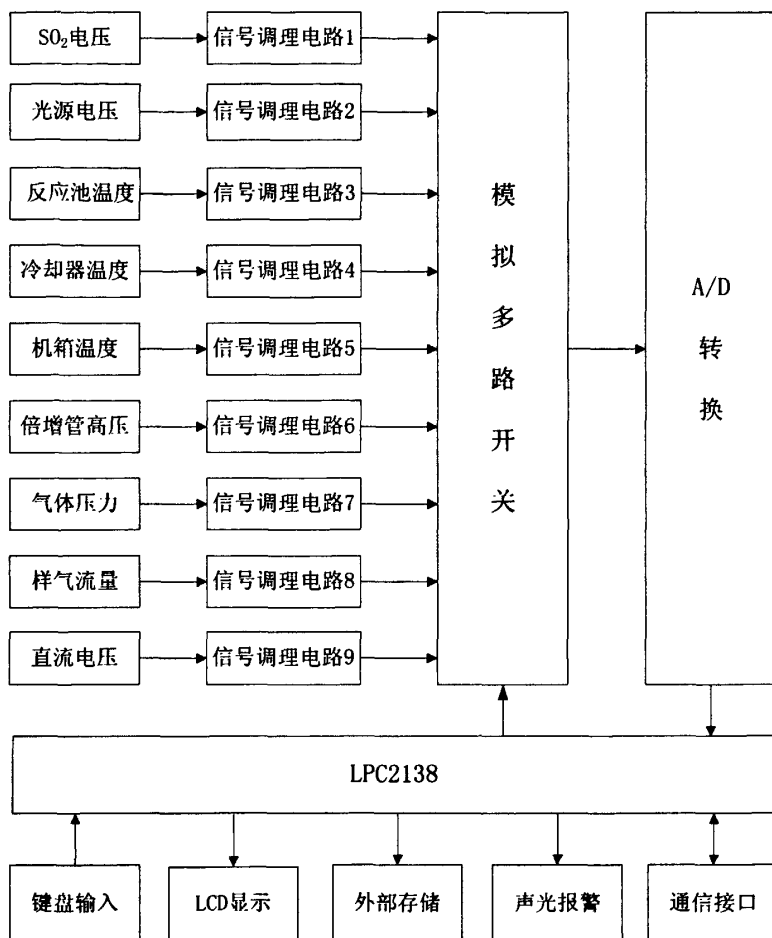 SO₂电压
信号调理电路1
光源电压
信号调理电路2
反应池温度
信号调理电路3
冷却器温度
信号调理电路4
机箱温度
信号调理电路5
倍增管高压
信号调理电路6
气体压力
信号调理电路7
样气流量
信号调理电路8
直流电压
信号调理电路9
模拟多路开关
A/D
转换
LPC2138
键盘输入
LCD显示
外部存储
声光报警
通信接口